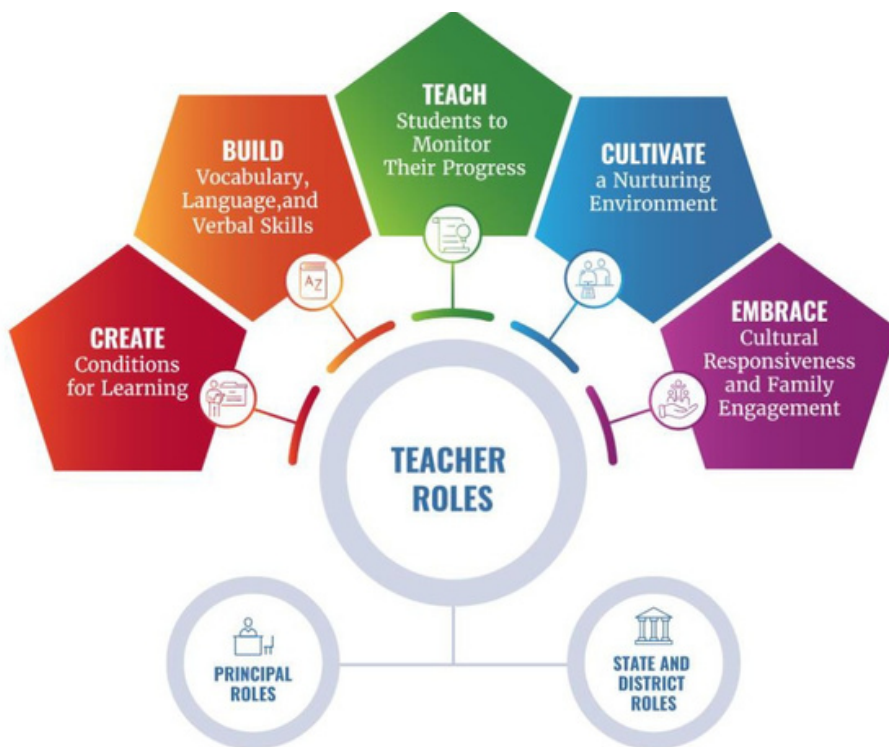 TEACH
Students to
Monitor
Their Progress
BUILD
Vocabulary,
Language,and
Verbal Skills
CULTIVATE
a Nurturing
Environment
CREATE
Conditions
for Learning
EMBRACE
Cultural
Responsiveness
and Family
Engagement
AZ
TEACHER
ROLES
PRINCIPAL
ROLES
STATE AND
DISTRICT
ROLES